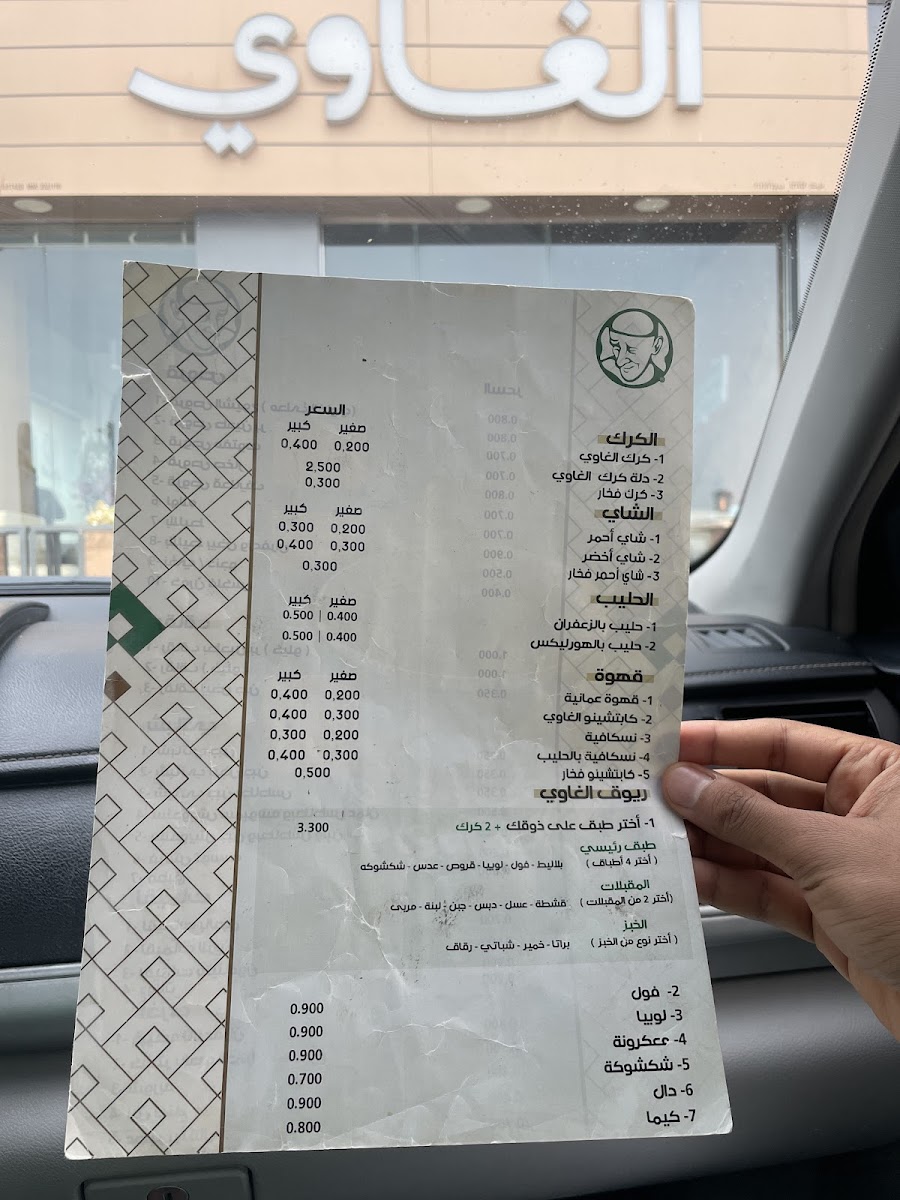 الغاوي
السعر
الكرك صغير كبير
1- كرك الغاوي 0,200 0,400
2- دلة كرك الغاوي 2,500
3- كرك فخار 0,300
الشاي صغير كبير
1- شاي أحمر 0,200 0,300
2- شاي أخضر 0,300 0,400
3- شاي أحمر فخار 0,300
الحليب صغير كبير
1- حليب بالزعفران 0.400 | 0.500
2- حليب بالهورليكس 0.400 | 0.500
قهوة صغير كبير
1- قهوة عمانية 0,200 0,400
2- كابتشينو الغاوي 0,300 0,400
3- نسكافية 0,200 0,300
4- نسكافية بالحليب 0,300 0,400
5- كابتشينو فخار 0,500
ريوق الغاوي
1- أختر طبق على ذوقك + 2 كرك 3.300
طبق رئيسي
( أختر 4 أطباق ) بلاليط - فول - لوبيا - قروص - عدس - شكشوكه
المقبلات
(أختر 2 من المقبلات ) قشطة - عسل - دبس - جبن - لبنة - مربى
الخبز
( أختر نوع من الخبز ) براتا - خمير - شباتي - رقاق
2- فول 0.900
3- لوبيا 0.900
4- معكرونة 0.900
5- شكشوكة 0.700
6- دال 0.900
7- كيما 0.800